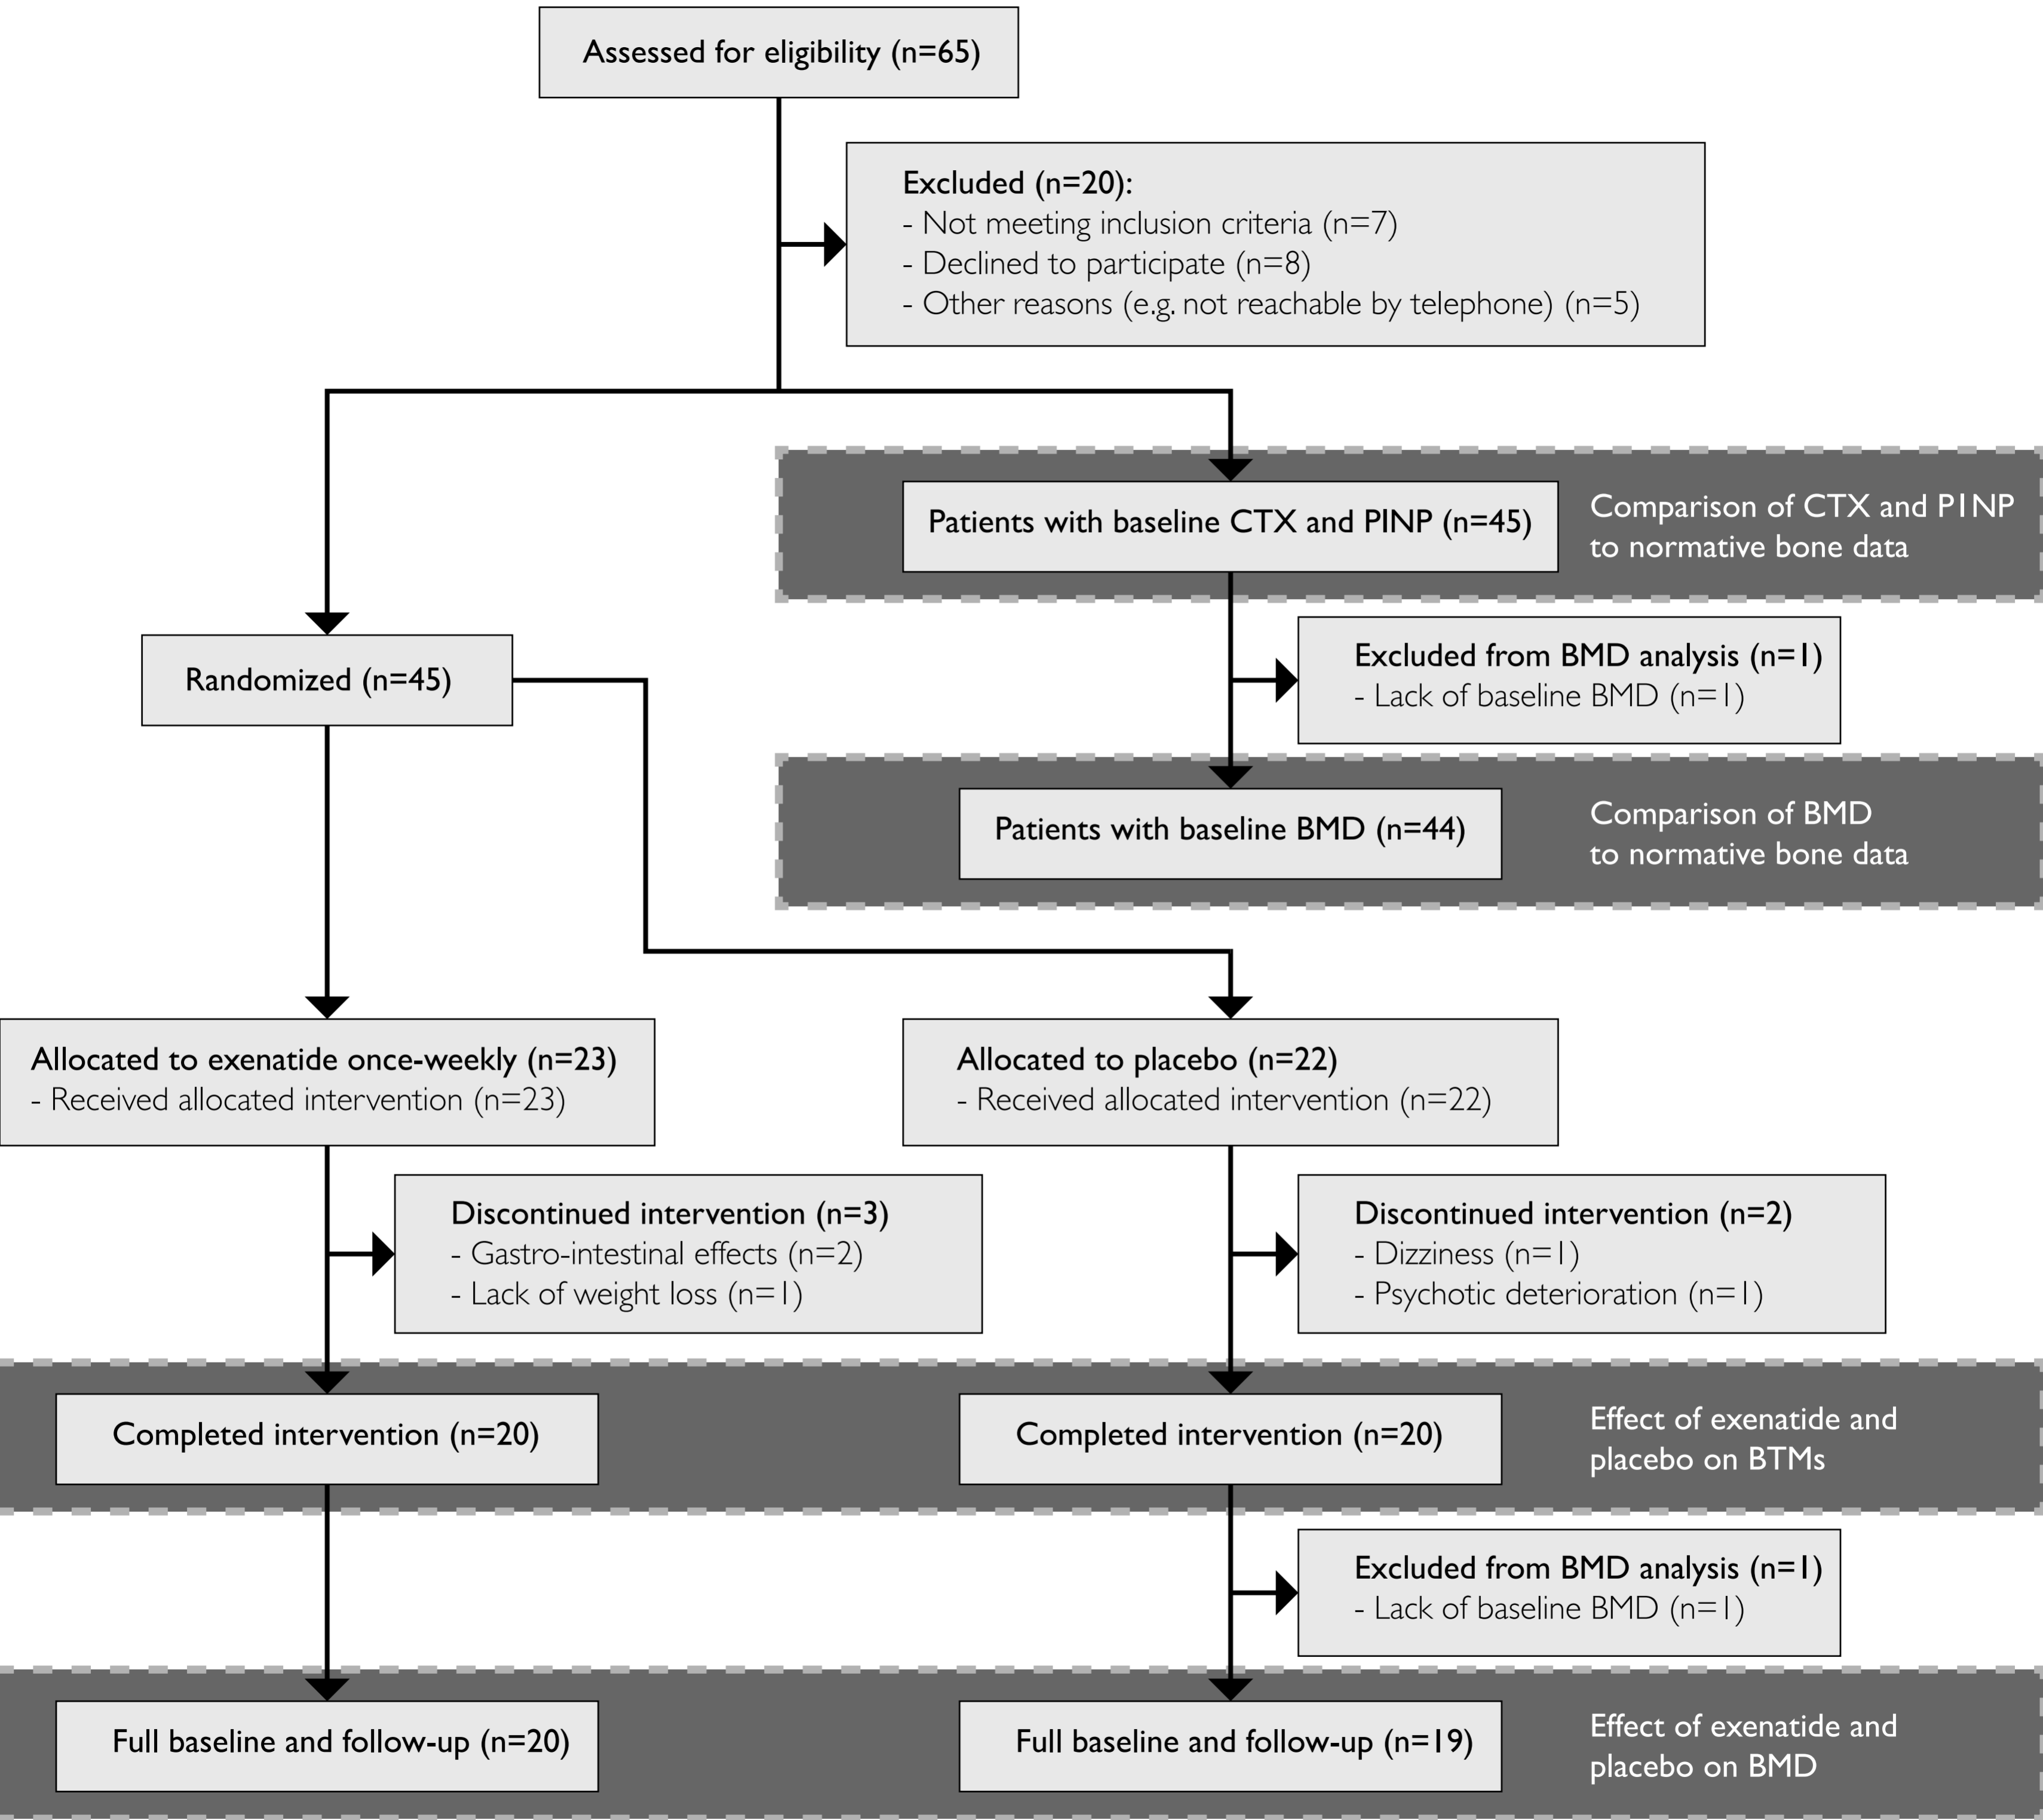 Assessed for eligibility (n=65)
Excluded (n=20):
- Not meeting inclusion criteria (n=7)
- Declined to participate (n=8)
- Other reasons (e.g. not reachable by telephone) (n=5)
Patients with baseline CTX and PINP (n=45)
Comparison of CTX and P1NP
to normative bone data
Randomized (n=45)
Excluded from BMD analysis (n=1)
- Lack of baseline BMD (n=1)
Patients with baseline BMD (n=44)
Comparison of BMD
to normative bone data
Allocated to exenatide once-weekly (n=23)
- Received allocated intervention (n=23)
Allocated to placebo (n=22)
- Received allocated intervention (n=22)
Discontinued intervention (n=3)
- Gastro-intestinal effects (n=2)
- Lack of weight loss (n=1)
Discontinued intervention (n=2)
- Dizziness (n=1)
- Psychotic deterioration (n=1)
Completed intervention (n=20)
Completed intervention (n=20)
Effect of exenatide and
placebo on BTMs
Excluded from BMD analysis (n=1)
- Lack of baseline BMD (n=1)
Full baseline and follow-up (n=20)
Full baseline and follow-up (n=19)
Effect of exenatide and
placebo on BMD